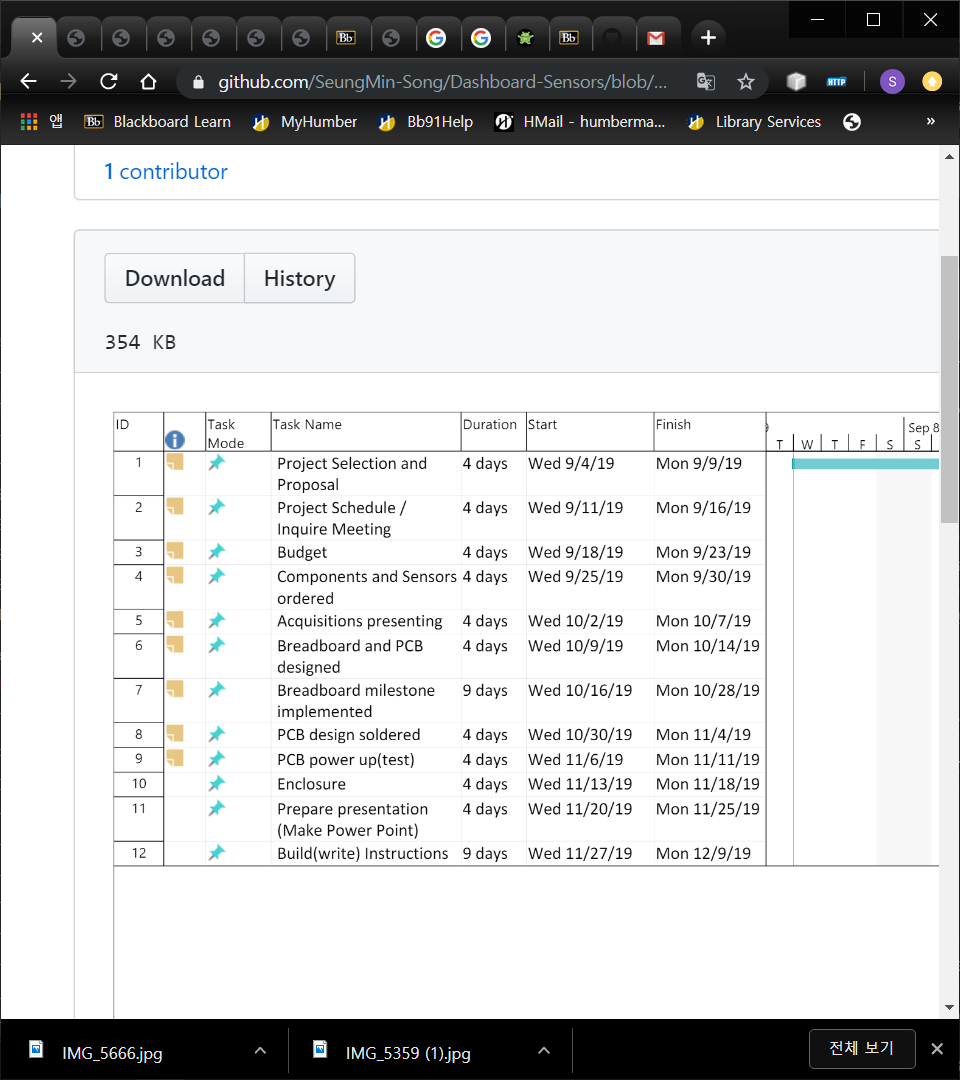 Bb
Bb
github.com/SeungMin-Song/Dashboard-Sensors/blob/...
HTTP
S
앱
Bb Blackboard Learn
MyHumber
Bb91Help
HMail - humberma...
Library Services
»
1 contributor
Download
History
354 KB
ID
Task Mode
Task Name
Duration
Start
Finish
Sep 8
T W T F S S
1 Project Selection and 4 days Wed 9/4/19 Mon 9/9/19
Proposal
2 Project Schedule / 4 days Wed 9/11/19 Mon 9/16/19
Inquire Meeting
3 Budget 4 days Wed 9/18/19 Mon 9/23/19
4 Components and Sensors 4 days Wed 9/25/19 Mon 9/30/19
ordered
5 Acquisitions presenting 4 days Wed 10/2/19 Mon 10/7/19
6 Breadboard and PCB 4 days Wed 10/9/19 Mon 10/14/19
designed
7 Breadboard milestone 9 days Wed 10/16/19 Mon 10/28/19
implemented
8 PCB design soldered 4 days Wed 10/30/19 Mon 11/4/19
9 PCB power up(test) 4 days Wed 11/6/19 Mon 11/11/19
10 Enclosure 4 days Wed 11/13/19 Mon 11/18/19
11 Prepare presentation 4 days Wed 11/20/19 Mon 11/25/19
(Make Power Point)
12 Build(write) Instructions 9 days Wed 11/27/19 Mon 12/9/19
IMG_5666.jpg
IMG_5359 (1).jpg
전체 보기